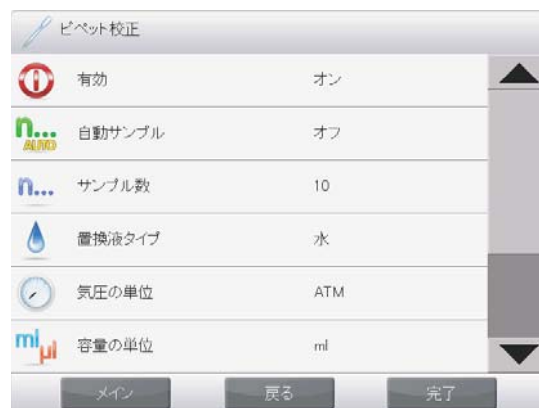 ピペット校正
有効 オン
n... AUTO 自動サンプル オフ
n... サンプル数 10
置換液タイプ 水
気圧の単位 ATM
ml µl 容量の単位 ml
メイン 戻る 完了